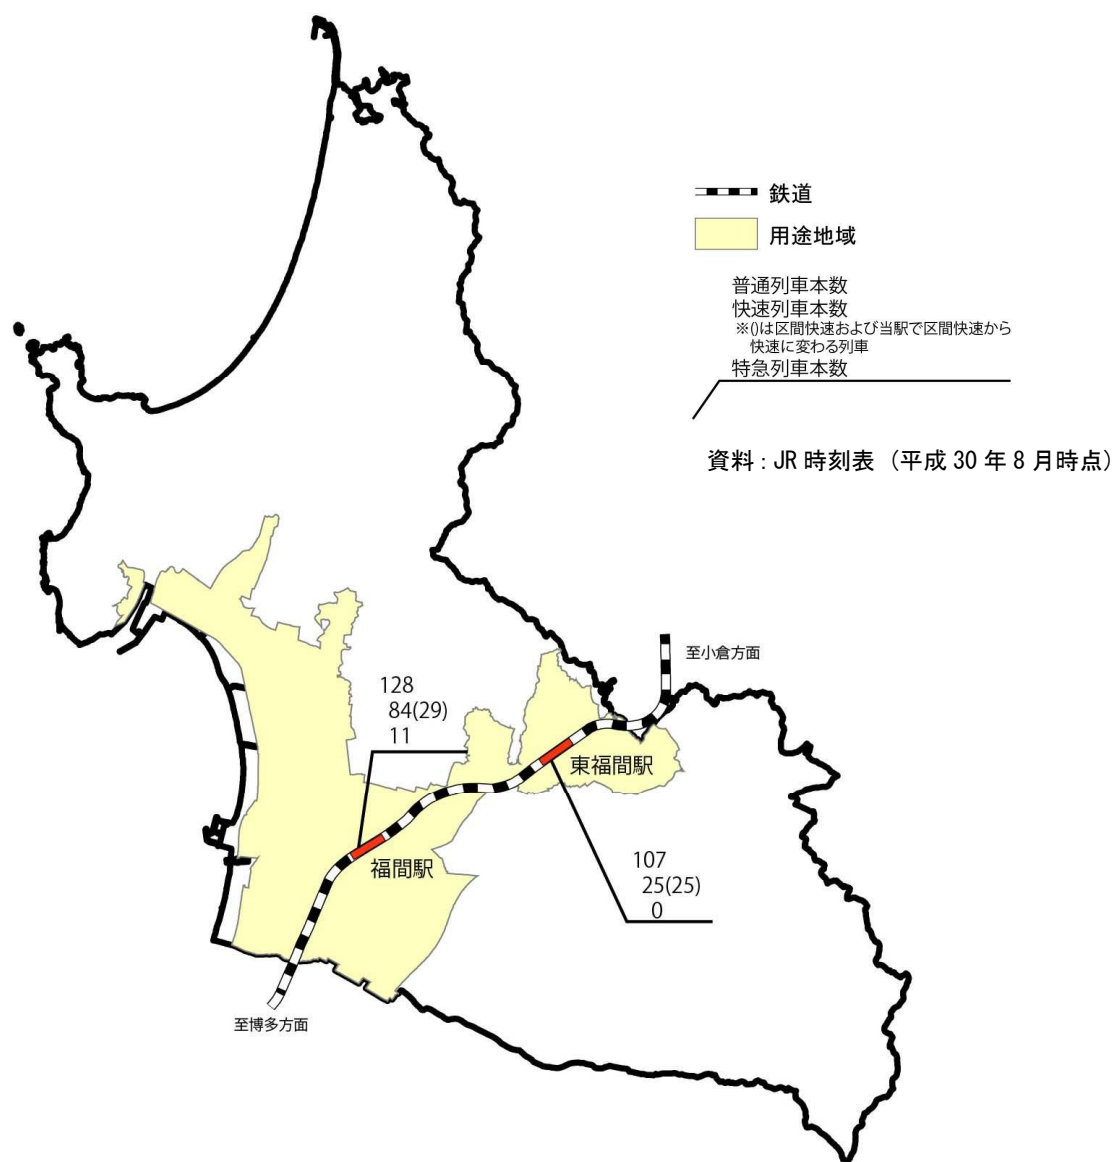 鉄道
用途地域
普通列車本数
快速列車本数
※()は区間快速および当駅で区間快速から
快速に変わる列車
特急列車本数
資料：JR 時刻表（平成 30 年 8 月時点）
至小倉方面
128
84(29)
11
東福間駅
福間駅
107
25(25)
0
至博多方面